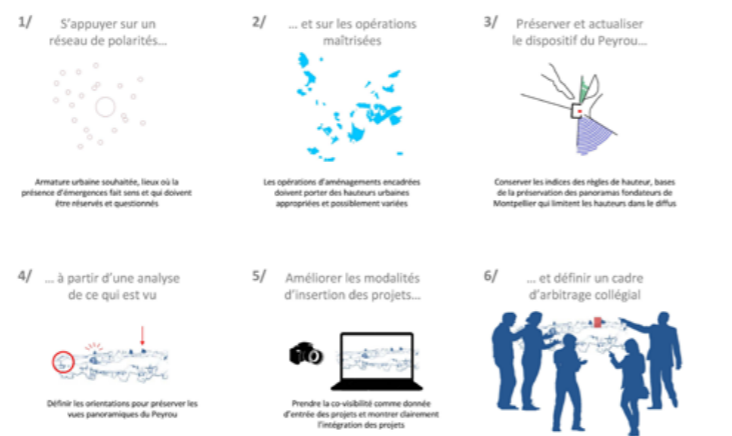 1/ S'appuyer sur un
réseau de polarités...
Armature urbaine souhaitée, lieux où la
présence d'émergences fait sens et qui doivent
être réservés et questionnés
2/ ... et sur les opérations
maîtrisées
Les opérations d'aménagements encadrées
doivent porter des hauteurs urbaines
appropriées et possiblement variées
3/ Préserver et actualiser
le dispositif du Peyrou...
Conserver les indices des règles de hauteur, bases
de la préservation des panoramas fondateurs de
Montpellier qui limitent les hauteurs dans le diffus
4/ ... à partir d'une analyse
de ce qui est vu
Définir les orientations pour préserver les
vues panoramiques du Peyrou
5/ Améliorer les modalités
d'insertion des projets...
Prendre la co-visibilité comme donnée
d'entrée des projets et montrer clairement
l'intégration des projets
6/ ... et définir un cadre
d'arbitrage collégial